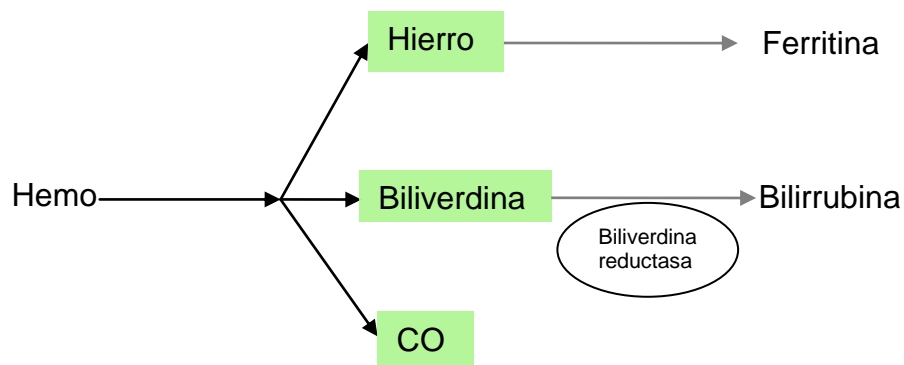 Hierro
Ferritina
Hemo
Biliverdina
Bilirrubina
Biliverdina
reductasa
CO